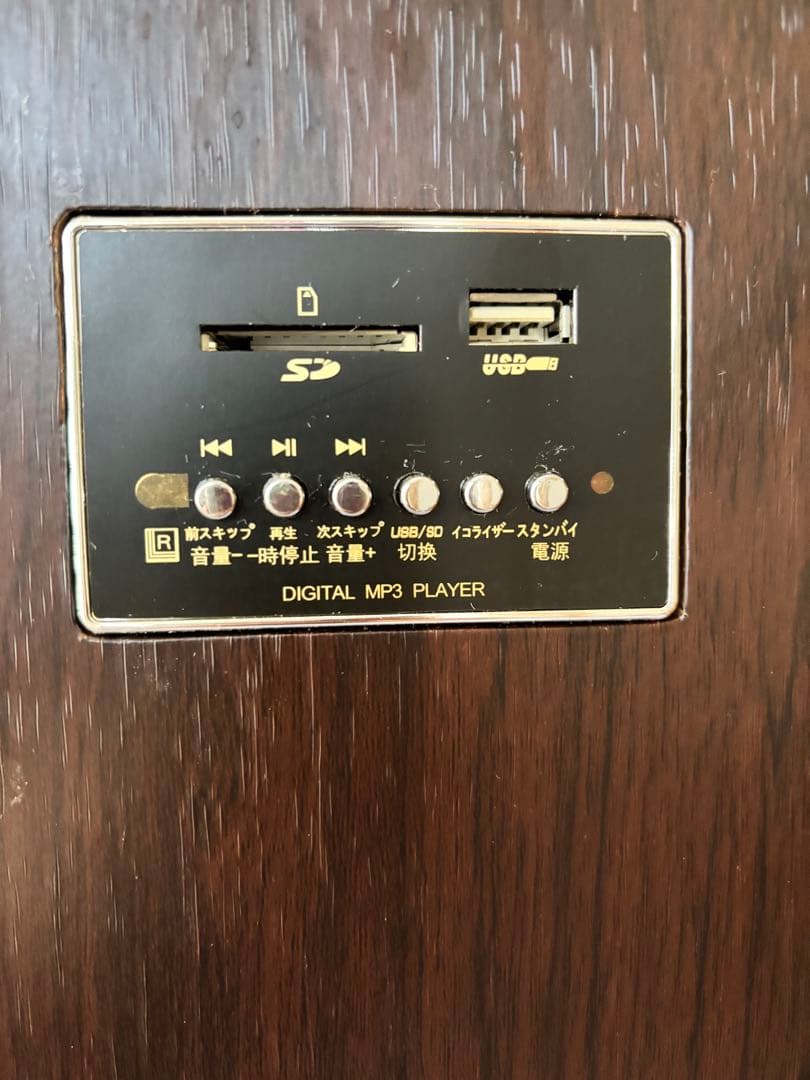 SD
USB
前スキップ 再生 次スキップ USB/SD イコライザー スタンバイ
R 音量- 一時停止 音量+ 切換 電源
DIGITAL MP3 PLAYER